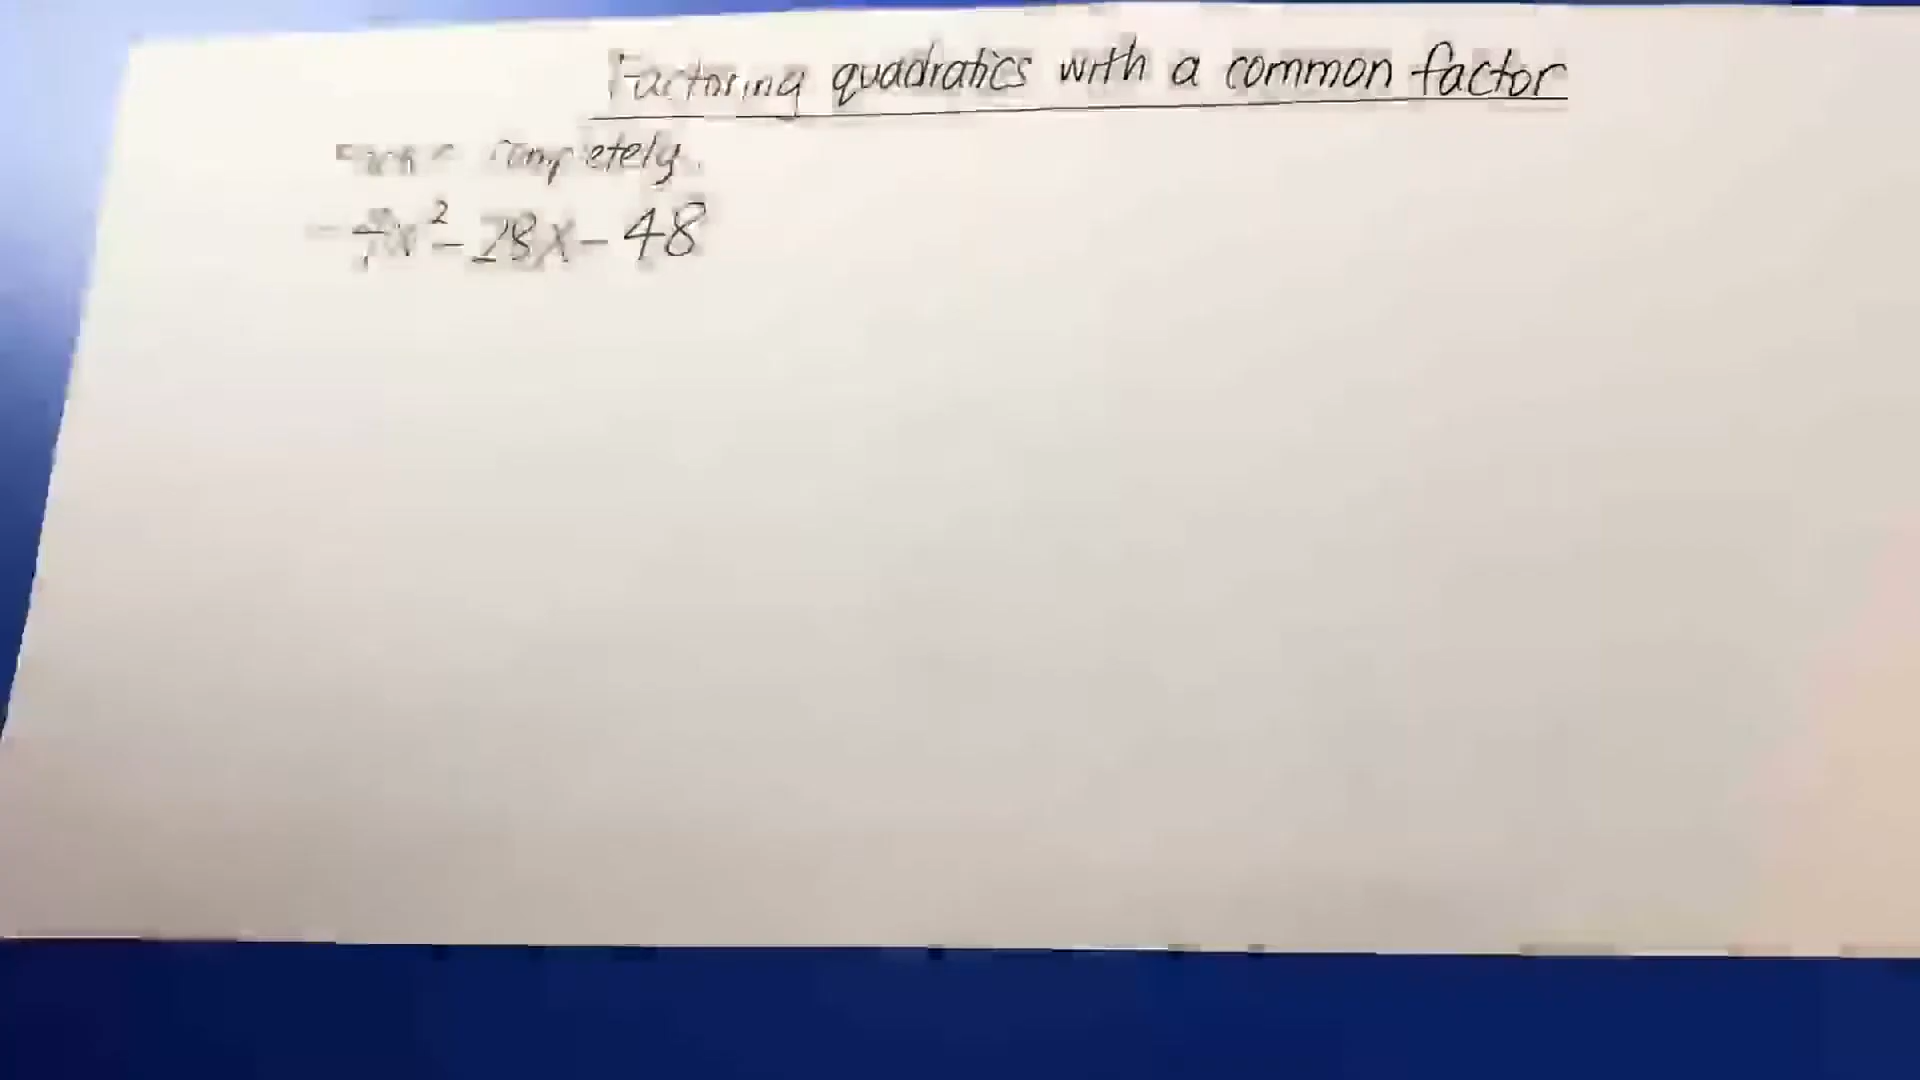 Factoring quadratics with a common factor
completely.
x² - 28x - 48